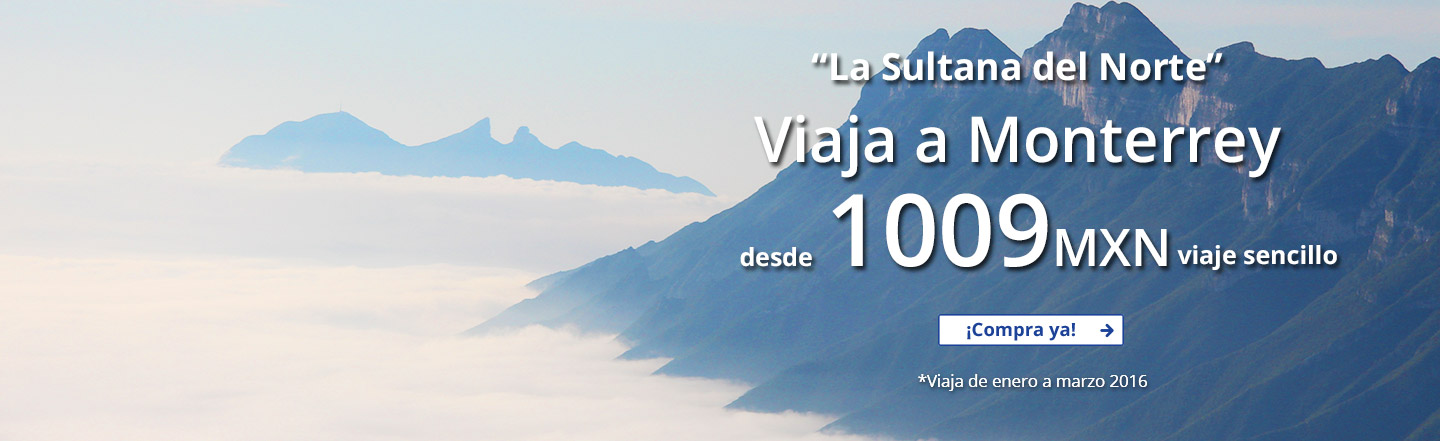 “La Sultana del Norte”
Viaja a Monterrey
desde 1009MXN viaje sencillo
¡Compra ya!
*Viaja de enero a marzo 2016